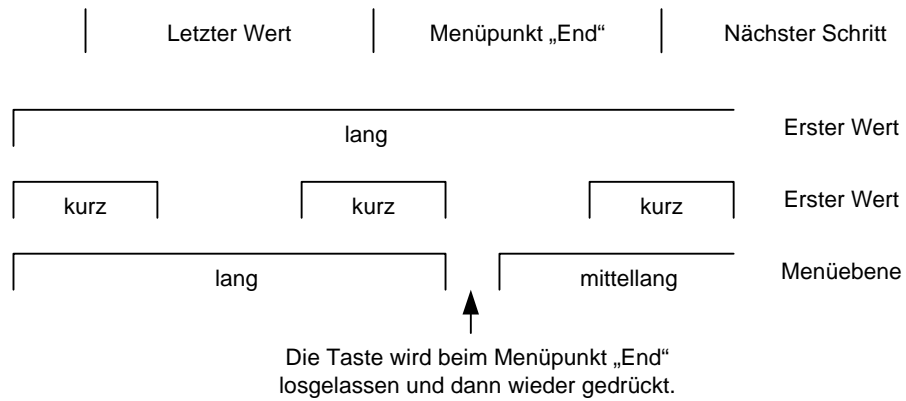 Letzter Wert Menüpunkt „End“ Nächster Schritt
lang Erster Wert
kurz kurz kurz Erster Wert
lang mittellang Menüebene
Die Taste wird beim Menüpunkt „End“
losgelassen und dann wieder gedrückt.